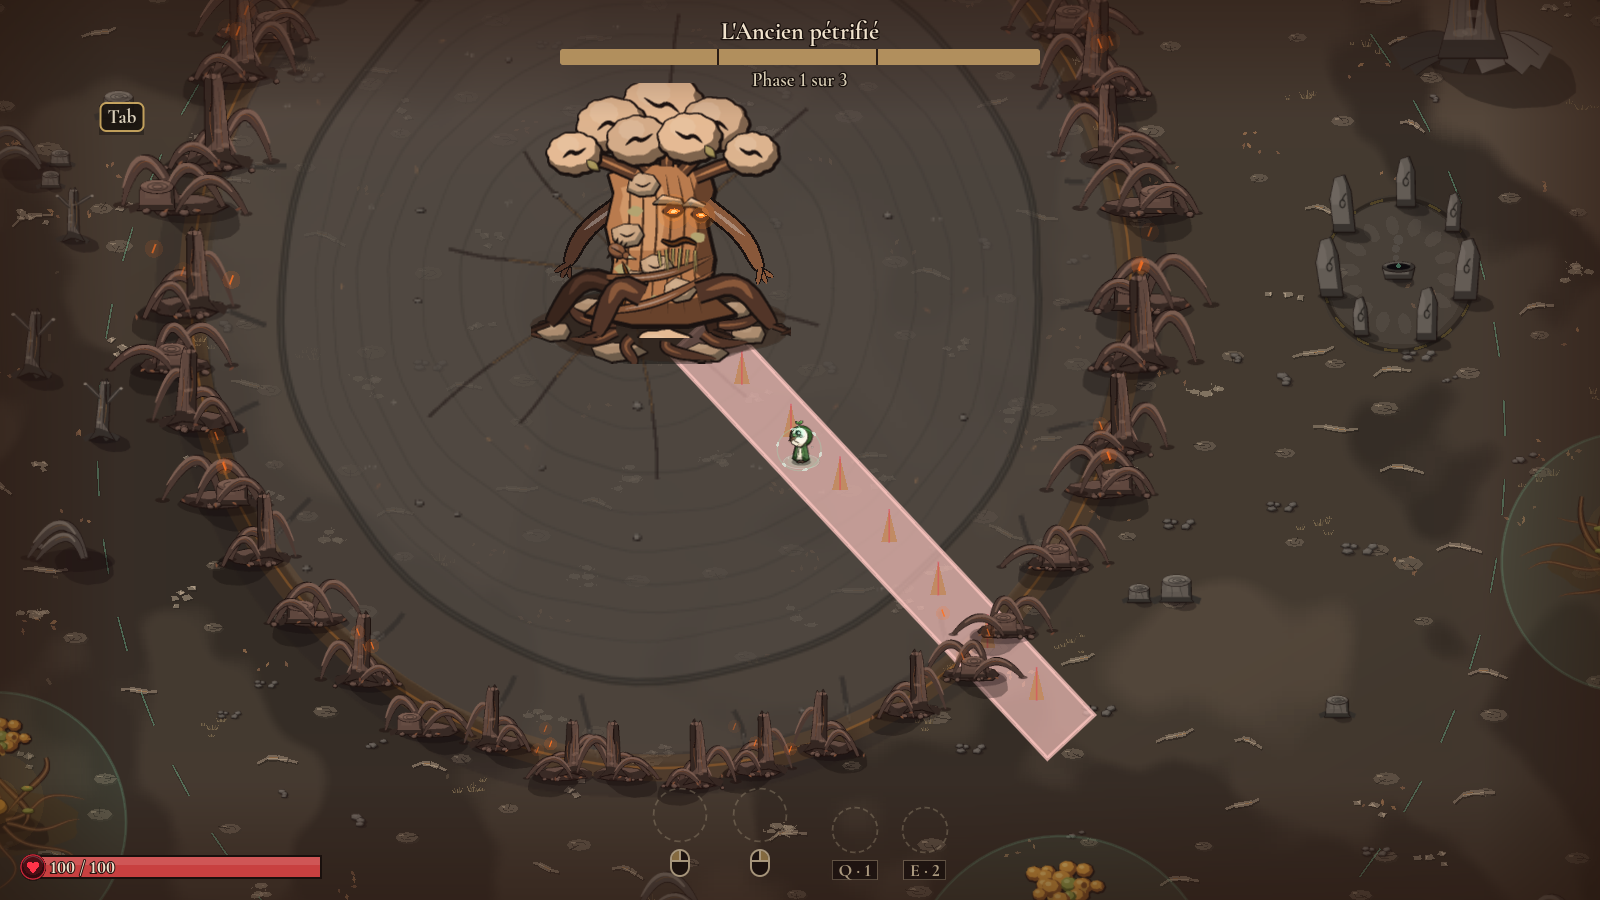 L'Ancien pétrifié
Phase 1 sur 3
Tab
100 / 100
Q · 1
E · 2